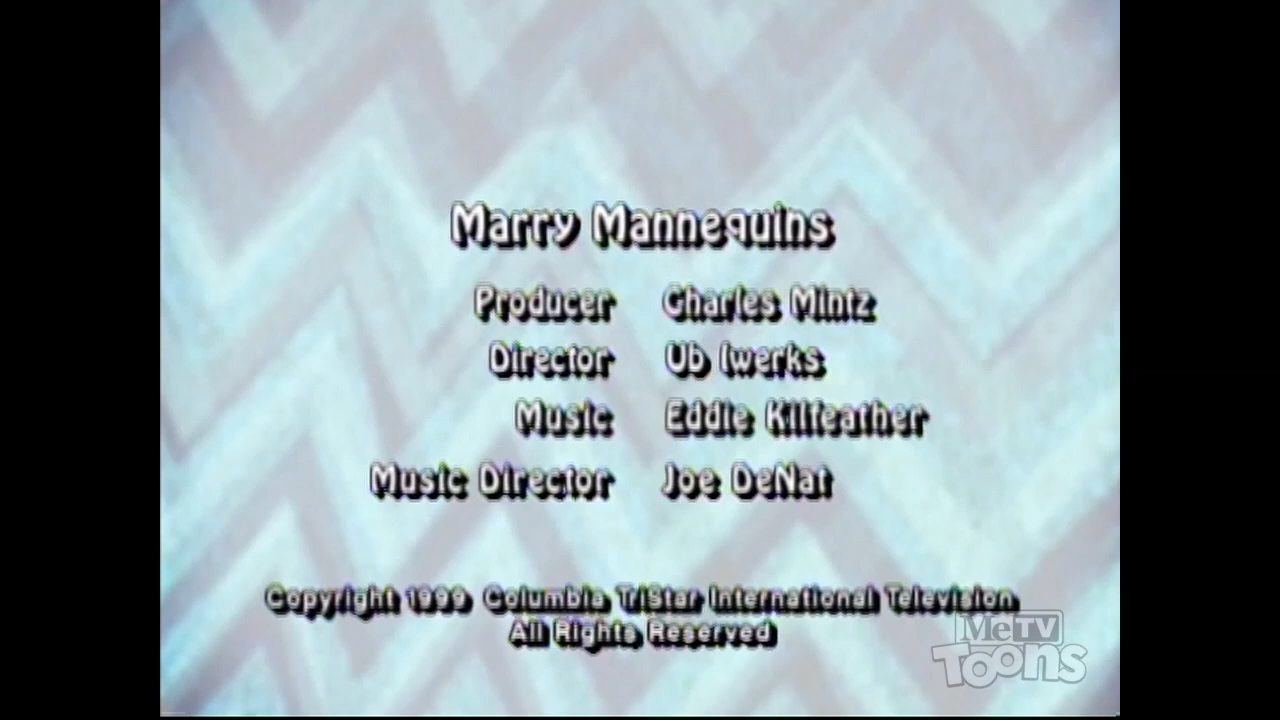 Marry Mannequins
Producer Charles Mintz
Director Ub Iwerks
Music Eddie Kilfeather
Music Director Joe DeNat
Copyright 1999 Columbia TriStar International Television
All Rights Reserved
MeTV
Toons